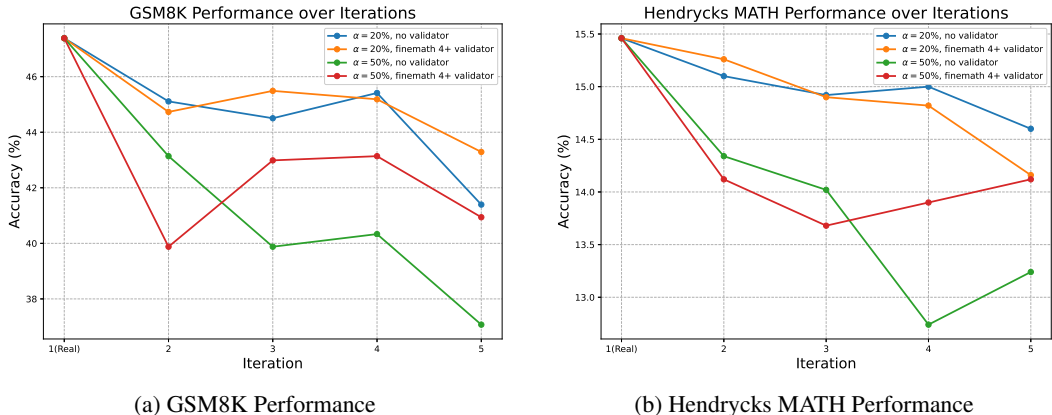 GSM8K Performance over Iterations
α = 20%, no validator
α = 20%, finemath 4+ validator
α = 50%, no validator
α = 50%, finemath 4+ validator
46
44
42
40
38
Accuracy (%)
1(Real) 2 3 4 5
Iteration
(a) GSM8K Performance
Hendrycks MATH Performance over Iterations
α = 20%, no validator
α = 20%, finemath 4+ validator
α = 50%, no validator
α = 50%, finemath 4+ validator
15.5
15.0
14.5
14.0
13.5
13.0
Accuracy (%)
1(Real) 2 3 4 5
Iteration
(b) Hendrycks MATH Performance